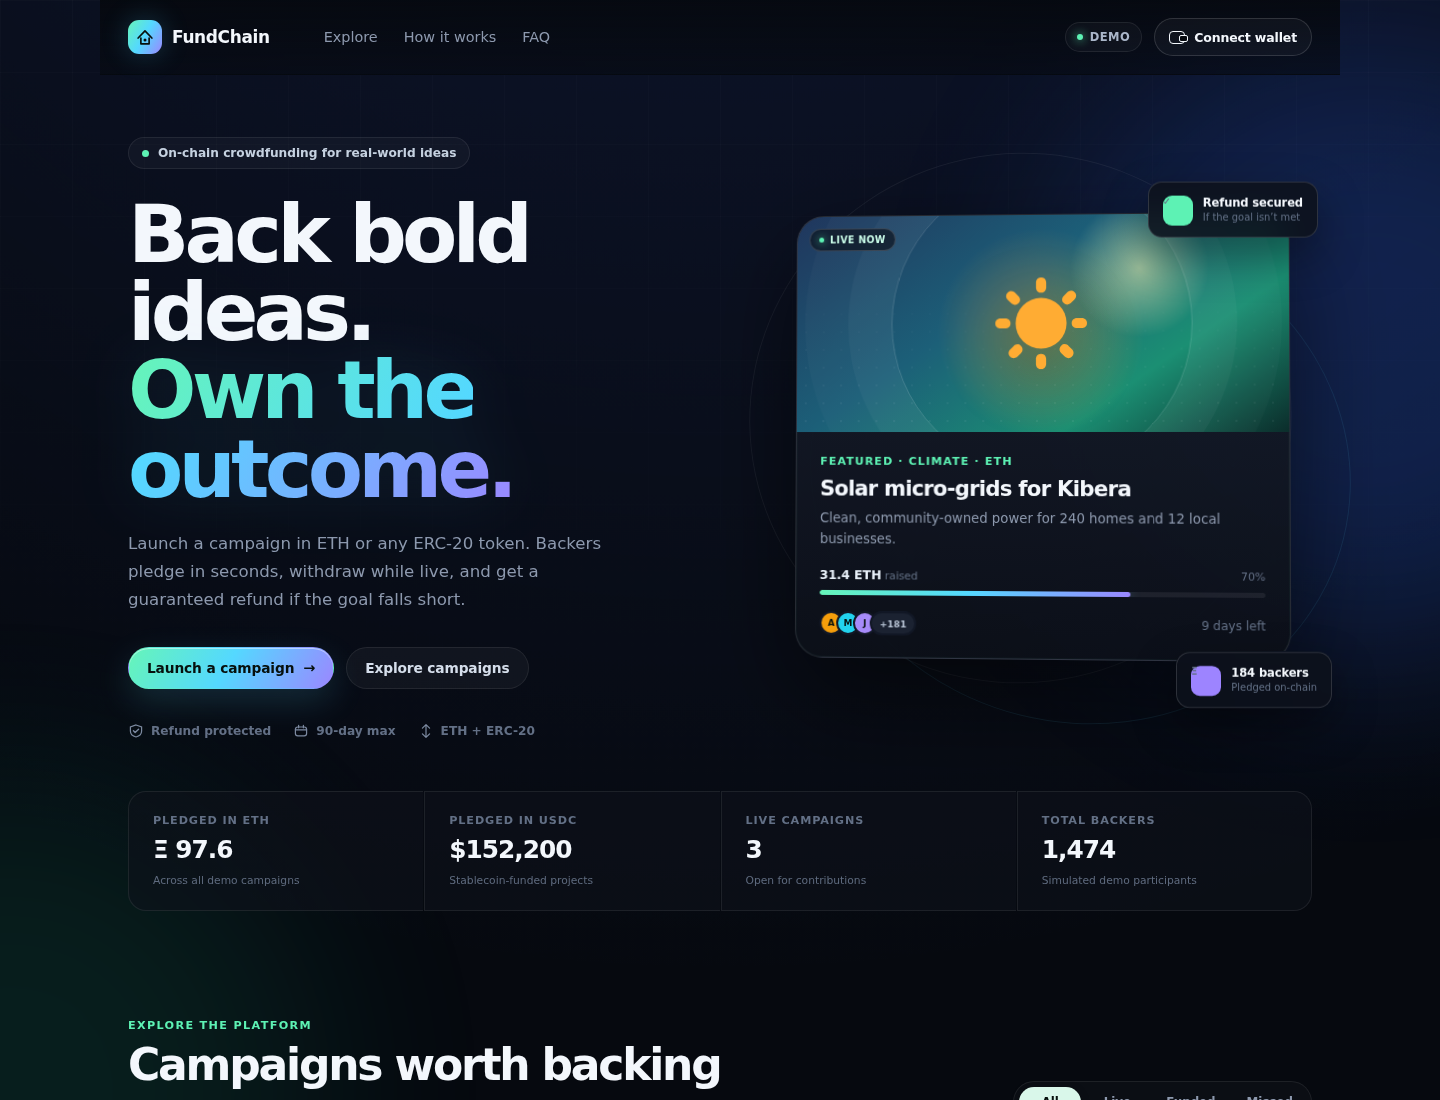 FundChain
Explore
How it works
FAQ
DEMO
Connect wallet
On-chain crowdfunding for real-world ideas
Back bold
ideas.
Own the
outcome.
Launch a campaign in ETH or any ERC-20 token. Backers
pledge in seconds, withdraw while live, and get a
guaranteed refund if the goal falls short.
Launch a campaign →
Explore campaigns
Refund protected
90-day max
ETH + ERC-20
Refund secured
If the goal isn’t met
LIVE NOW
FEATURED · CLIMATE · ETH
Solar micro-grids for Kibera
Clean, community-owned power for 240 homes and 12 local
businesses.
31.4 ETH raised
70%
A
M
J
+181
9 days left
184 backers
Pledged on-chain
PLEDGED IN ETH
Ξ 97.6
Across all demo campaigns
PLEDGED IN USDC
$152,200
Stablecoin-funded projects
LIVE CAMPAIGNS
3
Open for contributions
TOTAL BACKERS
1,474
Simulated demo participants
EXPLORE THE PLATFORM
Campaigns worth backing
All
Live
Funded
Missed